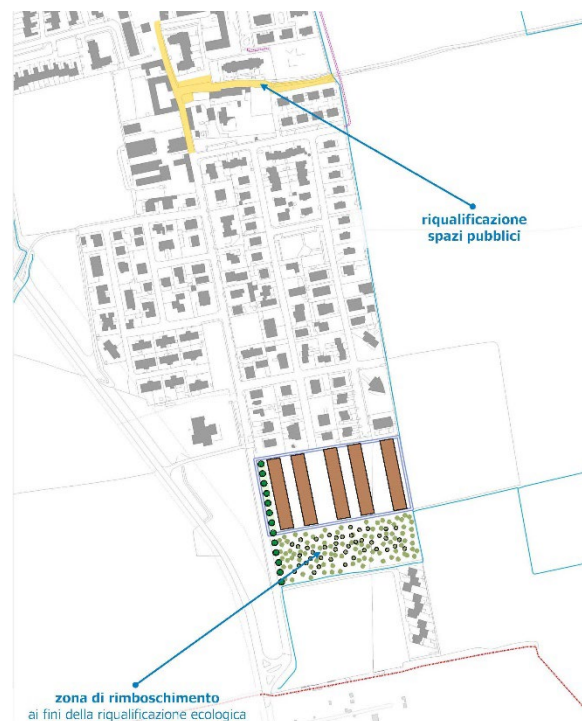 riqualificazione
spazi pubblici
zona di rimboschimento
ai fini della riqualificazione ecologica